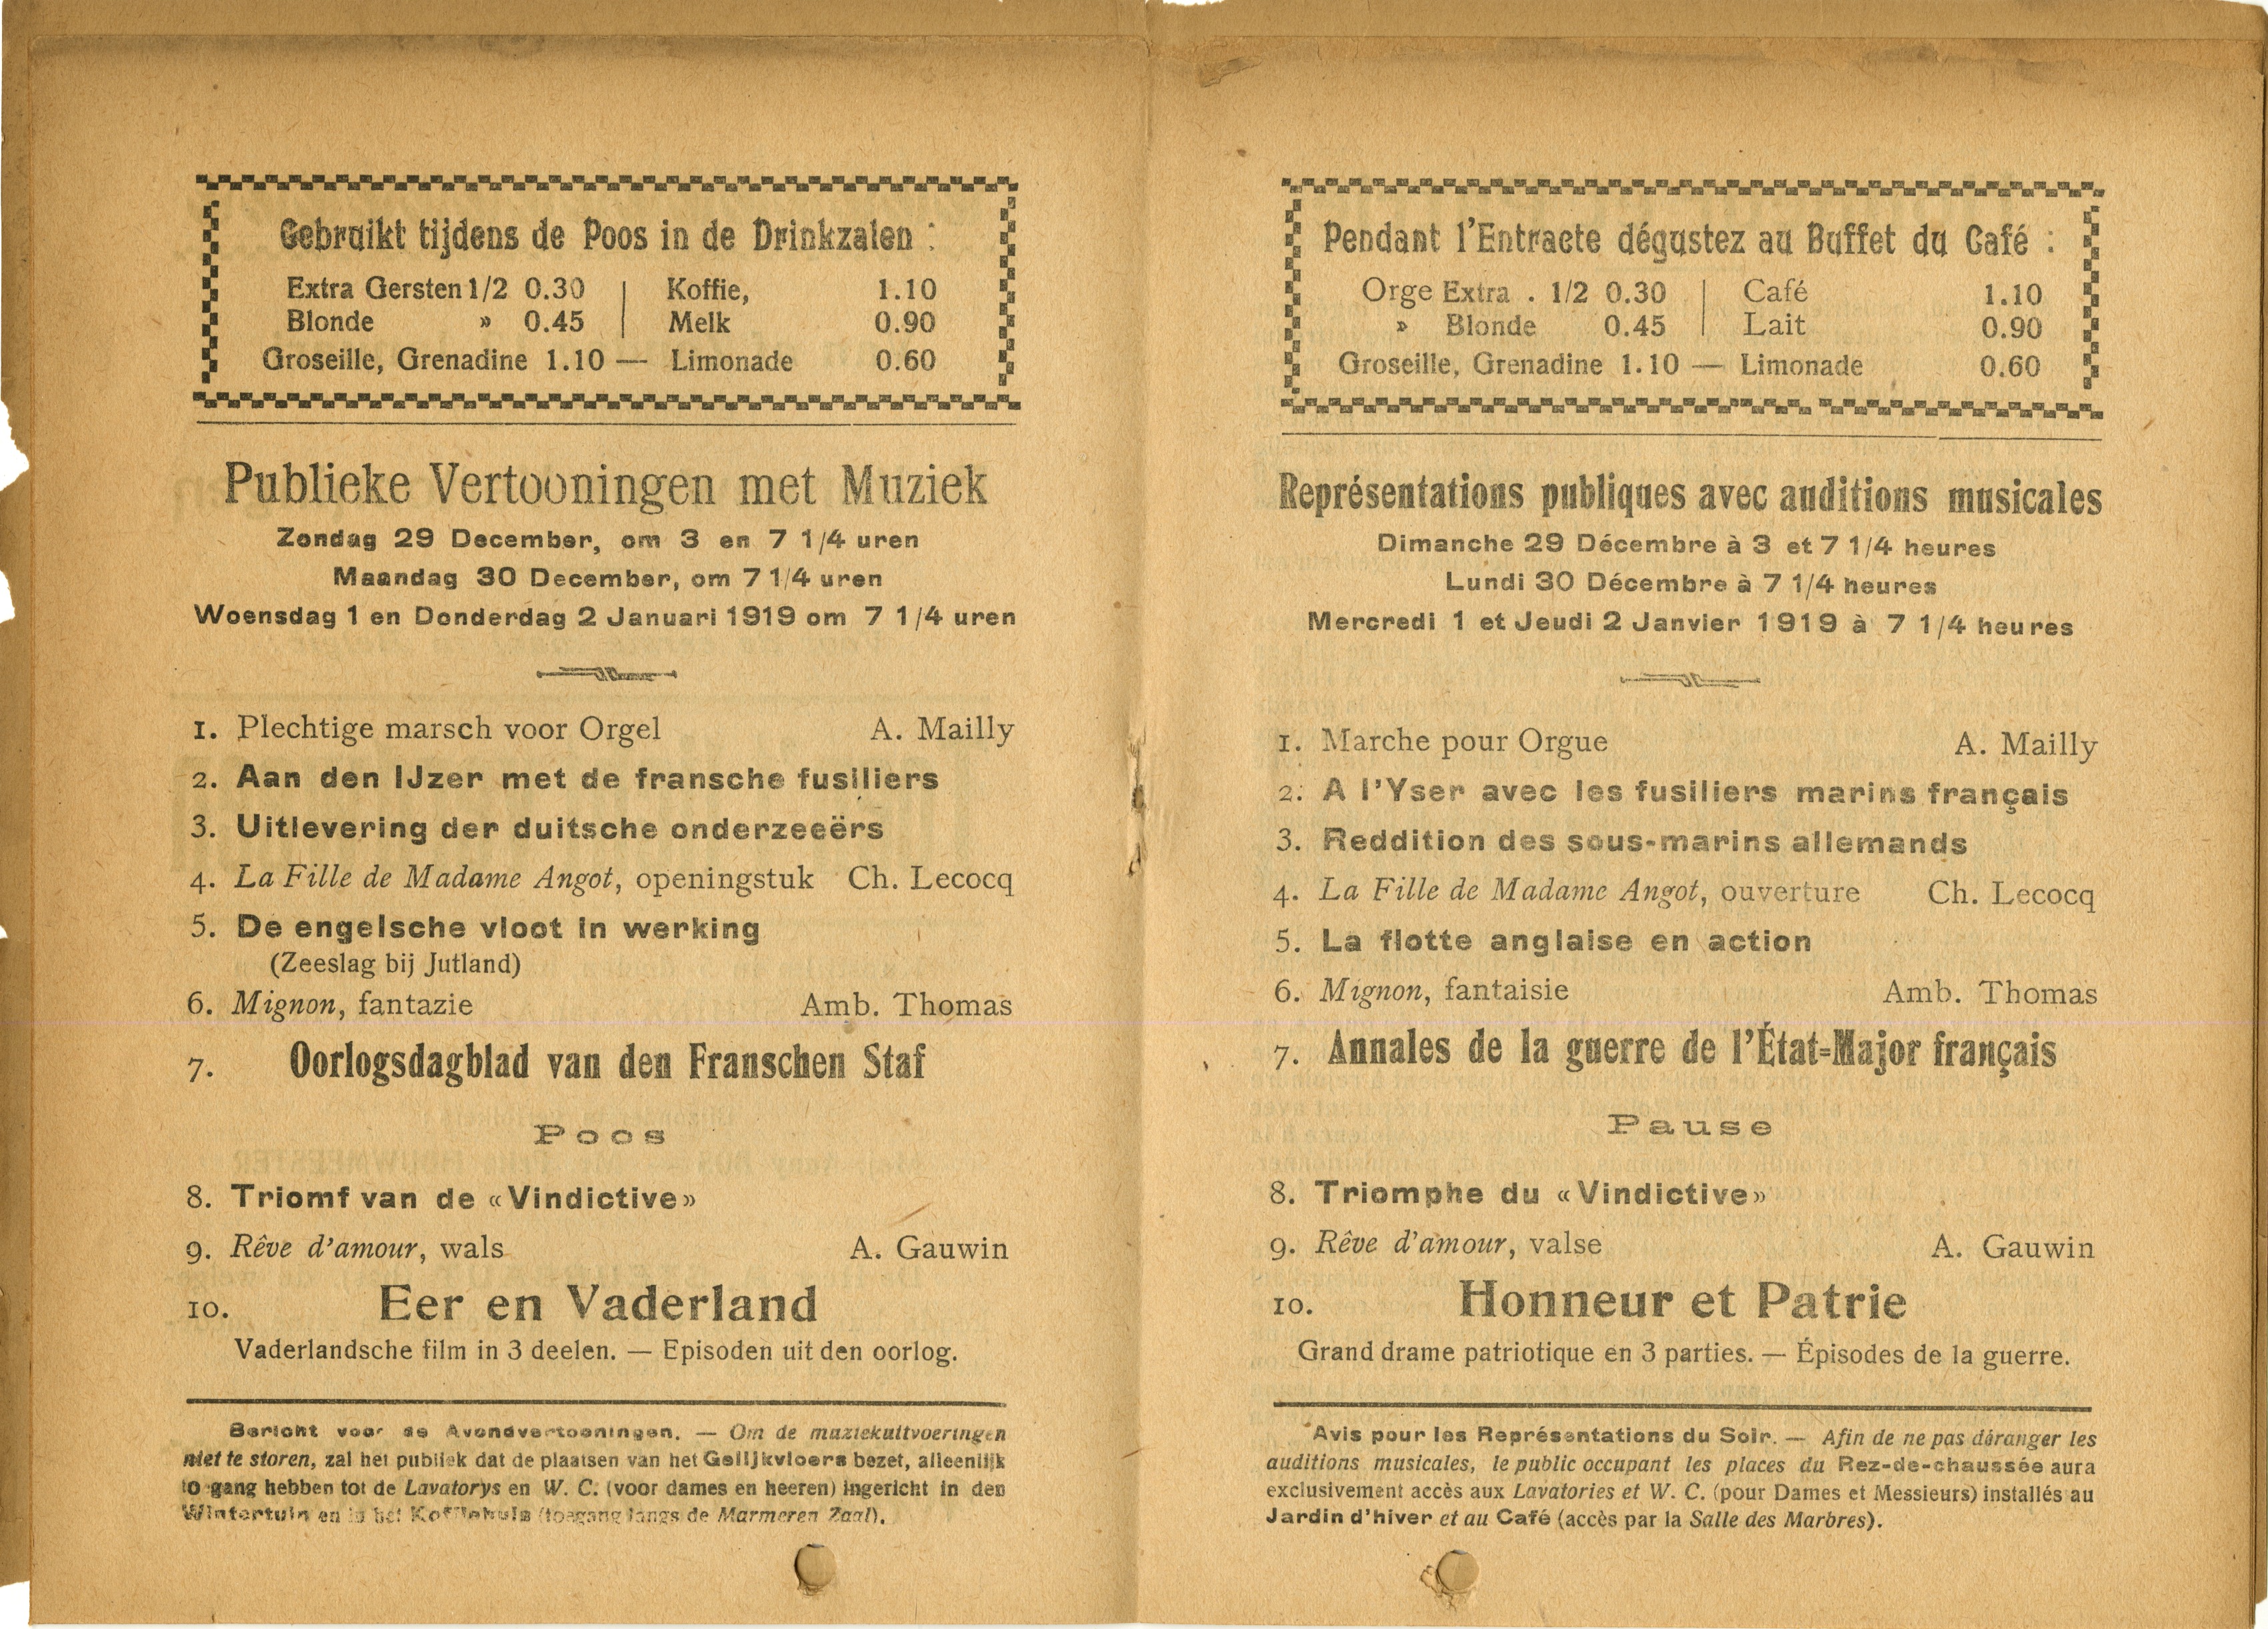 Gebruikt tijdens de Poos in de Drinkzalen :
Extra Gersten 1/2 0.30 | Koffie, 1.10
Blonde » 0.45 | Melk 0.90
Groseille, Grenadine 1.10 — Limonade 0.60
Publieke Vertooningen met Muziek
Zondag 29 December, om 3 en 7 1/4 uren
Maandag 30 December, om 7 1/4 uren
Woensdag 1 en Donderdag 2 Januari 1919 om 7 1/4 uren
1. Plechtige marsch voor Orgel A. Mailly
2. Aan den IJzer met de fransche fusiliers
3. Uitlevering der duitsche onderzeeërs
4. La Fille de Madame Angot, openingstuk Ch. Lecocq
5. De engelsche vloot in werking
(Zeeslag bij Jutland)
6. Mignon, fantazie Amb. Thomas
7. Oorlogsdagblad van den Franschen Staf
Poos
8. Triomf van de « Vindictive »
9. Rêve d'amour, wals A. Gauwin
10. Eer en Vaderland
Vaderlandsche film in 3 deelen. — Episoden uit den oorlog.
Bericht voor de Avondvertooningen. — Om de muziekuitvoeringen
niet te storen, zal het publiek dat de plaatsen van het Gelijkvloers bezet, alleenlijk
toegang hebben tot de Lavatorys en W. C. (voor dames en heeren) ingericht in den
Wintertuin en in het Koffiehuis (toegang langs de Marmeren Zaal).
Pendant l'Entracte dégustez au Buffet du Café :
Orge Extra . 1/2 0.30 | Café 1.10
» Blonde 0.45 | Lait 0.90
Groseille, Grenadine 1.10 — Limonade 0.60
Représentations publiques avec auditions musicales
Dimanche 29 Décembre à 3 et 7 1/4 heures
Lundi 30 Décembre à 7 1/4 heures
Mercredi 1 et Jeudi 2 Janvier 1919 à 7 1/4 heures
1. Marche pour Orgue A. Mailly
2. A l'Yser avec les fusiliers marins français
3. Reddition des sous-marins allemands
4. La Fille de Madame Angot, ouverture Ch. Lecocq
5. La flotte anglaise en action
6. Mignon, fantaisie Amb. Thomas
7. Annales de la guerre de l'État-Major français
Pause
8. Triomphe du « Vindictive »
9. Rêve d'amour, valse A. Gauwin
10. Honneur et Patrie
Grand drame patriotique en 3 parties. — Épisodes de la guerre.
Avis pour les Représentations du Soir. — Afin de ne pas déranger les
auditions musicales, le public occupant les places du Rez-de-chaussée aura
exclusivement accès aux Lavatories et W. C. (pour Dames et Messieurs) installés au
Jardin d'hiver et au Café (accès par la Salle des Marbres).